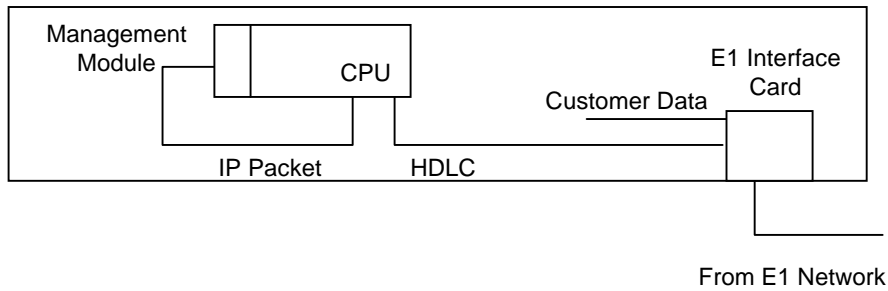 Management
Module
CPU
E1 Interface
Card
Customer Data
IP Packet
HDLC
From E1 Network